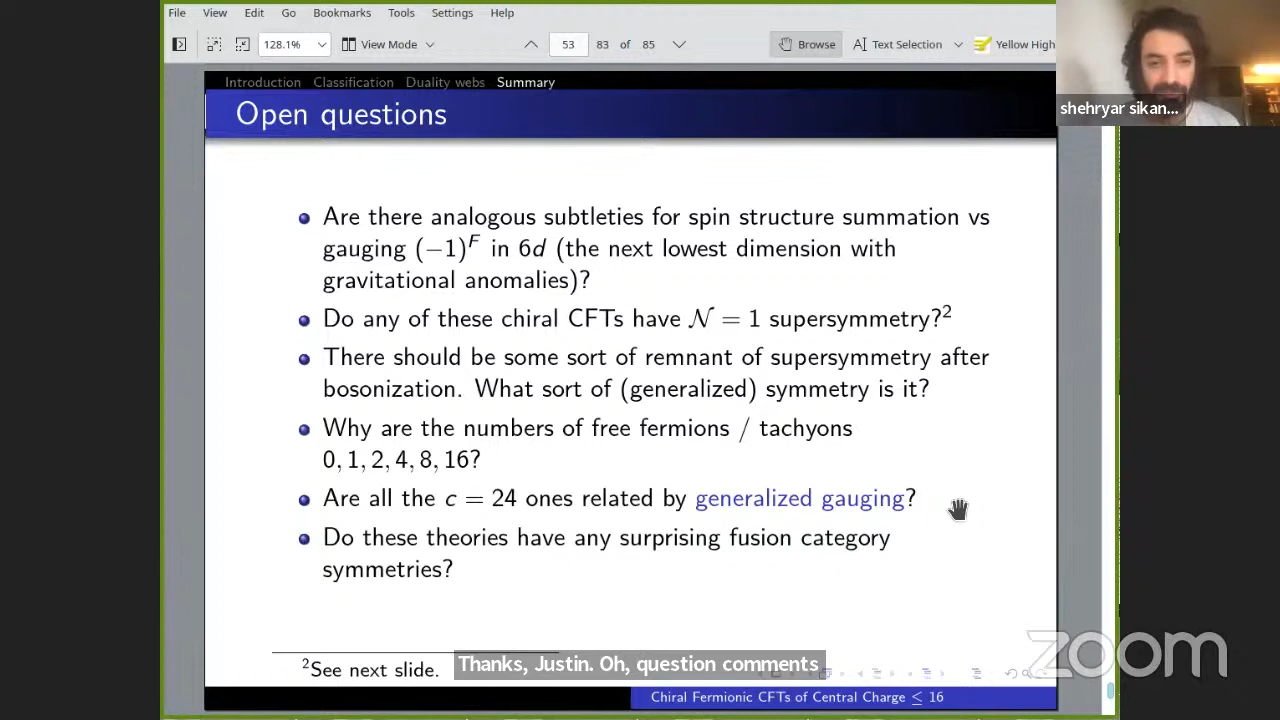 File View Edit Go Bookmarks Tools Settings Help
128.1% View Mode 53 83 of 85 Browse Text Selection Yellow High
shehryar sikan...
Introduction Classification Duality webs Summary
Open questions
Are there analogous subtleties for spin structure summation vs
gauging (−1)^F in 6d (the next lowest dimension with
gravitational anomalies)?
Do any of these chiral CFTs have 𝒩 = 1 supersymmetry?²
There should be some sort of remnant of supersymmetry after
bosonization. What sort of (generalized) symmetry is it?
Why are the numbers of free fermions / tachyons
0, 1, 2, 4, 8, 16?
Are all the c = 24 ones related by generalized gauging?
Do these theories have any surprising fusion category
symmetries?
²See next slide.
Thanks, Justin. Oh, question comments
zoom
Chiral Fermionic CFTs of Central Charge ≤ 16